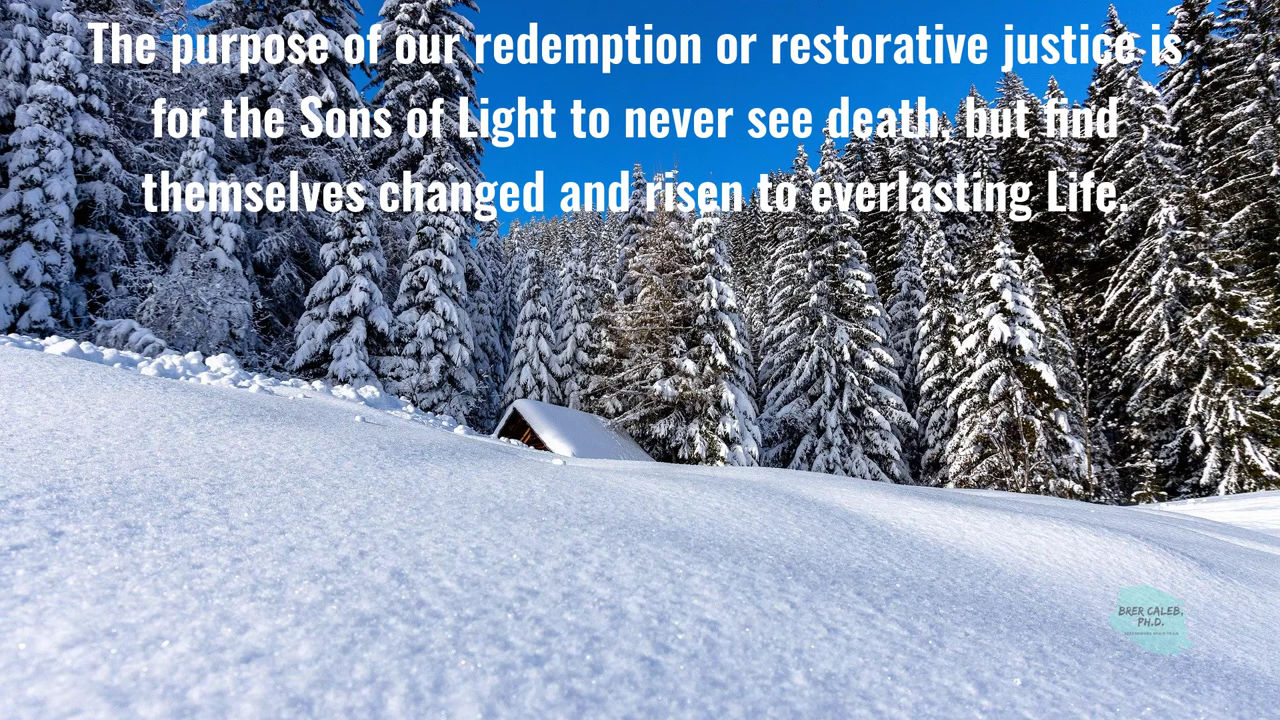 The purpose of our redemption or restorative justice is
for the Sons of Light to never see death, but find
themselves changed and risen to everlasting Life.
BRER CALEB,
PH.D.